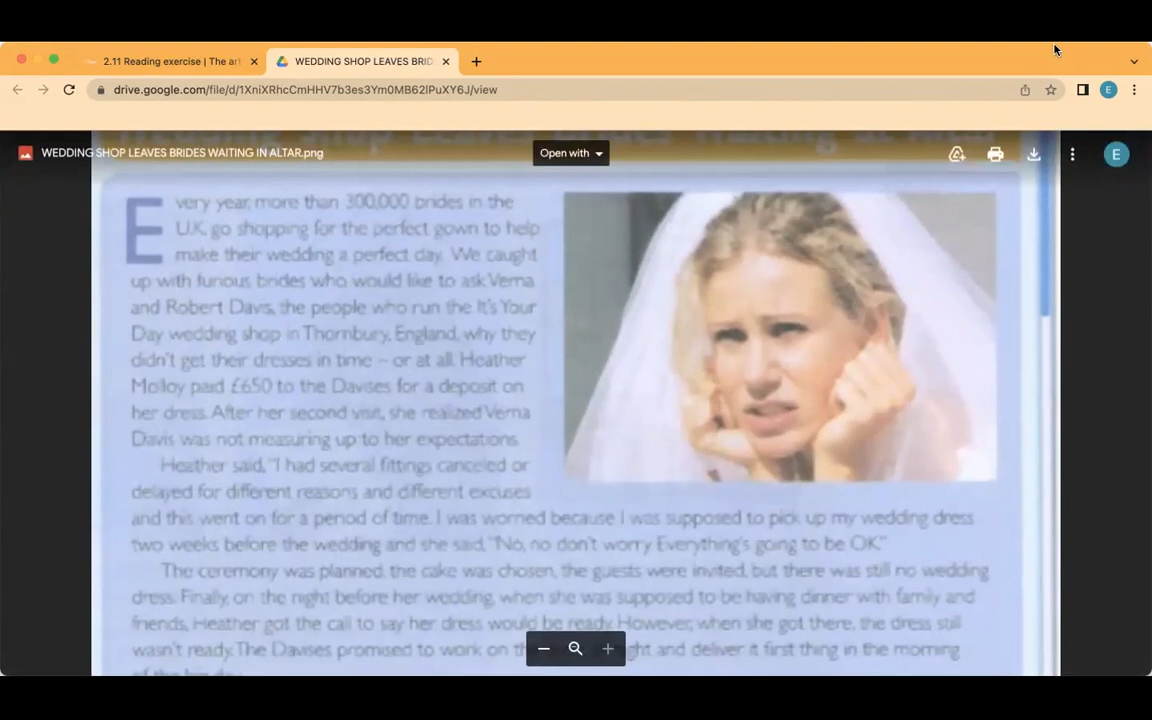 2.11 Reading exercise | The art
WEDDING SHOP LEAVES BRID
drive.google.com/file/d/1XniXRhcCmHHV7b3es3Ym0MB62lPuXY6J/view
E
WEDDING SHOP LEAVES BRIDES WAITING IN ALTAR.png
Open with
E
Every year, more than 300,000 brides in the
U.K. go shopping for the perfect gown to help
make their wedding a perfect day. We caught
up with furious brides who would like to ask Verna
and Robert Davis, the people who run the It's Your
Day wedding shop in Thornbury, England, why they
didn't get their dresses in time – or at all. Heather
Molloy paid £650 to the Davises for a deposit on
her dress. After her second visit, she realized Verna
Davis was not measuring up to her expectations.
Heather said, "I had several fittings canceled or
delayed for different reasons and different excuses
and this went on for a period of time. I was worried because I was supposed to pick up my wedding dress
two weeks before the wedding and she said, "No, no don't worry. Everything's going to be OK."
The ceremony was planned, the cake was chosen, the guests were invited, but there was still no wedding
dress. Finally, on the night before her wedding, when she was supposed to be having dinner with family and
friends, Heather got the call to say her dress would be ready. However, when she got there, the dress still
wasn't ready. The Davises promised to work on th ght and deliver it first thing in the morning